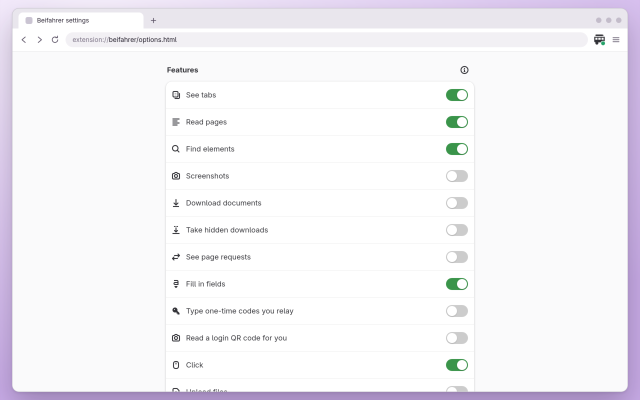 Beifahrer settings
extension://beifahrer/options.html
Features
See tabs
Read pages
Find elements
Screenshots
Download documents
Take hidden downloads
See page requests
Fill in fields
Type one-time codes you relay
Read a login QR code for you
Click
Upload files